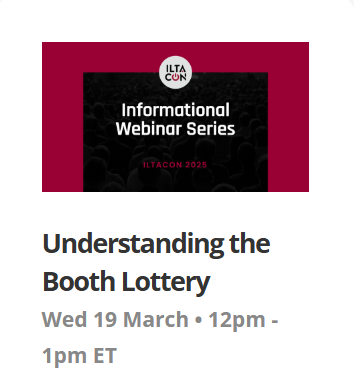 ILTA
CON
Informational
Webinar Series
ILTACON 2025
Understanding the
Booth Lottery
Wed 19 March • 12pm -
1pm ET